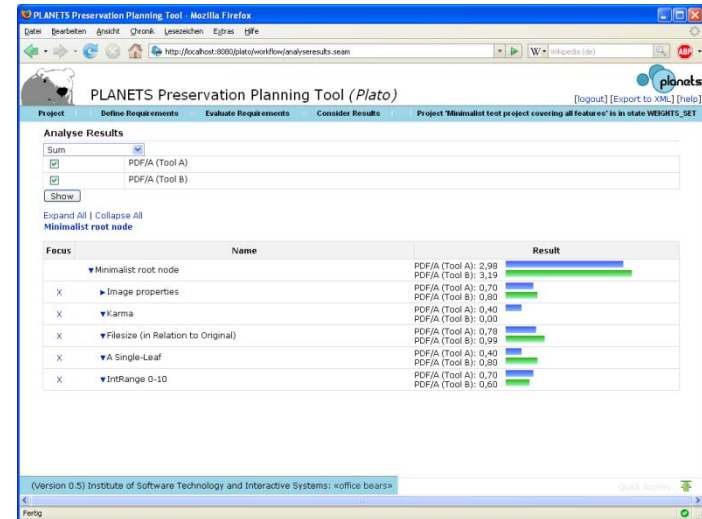 PLANETS Preservation Planning Tool - Mozilla Firefox
Datei Bearbeiten Ansicht Chronik Lesezeichen Extras Hilfe
http://localhost:8080/plato/workflow/analyseresults.seam W Wikipedia (de) ABP
planets
PLANETS Preservation Planning Tool (Plato) [logout] [Export to XML] [help]
Project Define Requirements Evaluate Requirements Consider Results Project 'Minimalist test project covering all features' is in state WEIGHTS_SET
Analyse Results
Sum
PDF/A (Tool A)
PDF/A (Tool B)
Show
Expand All | Collapse All
Minimalist root node
Focus Name Result
▼Minimalist root node PDF/A (Tool A): 2,98
PDF/A (Tool B): 3,19
X ►Image properties PDF/A (Tool A): 0,70
PDF/A (Tool B): 0,80
X ▼Karma PDF/A (Tool A): 0,40
PDF/A (Tool B): 0,00
X ▼Filesize (in Relation to Original) PDF/A (Tool A): 0,78
PDF/A (Tool B): 0,99
X ▼A Single-Leaf PDF/A (Tool A): 0,40
PDF/A (Tool B): 0,80
X ▼IntRange 0-10 PDF/A (Tool A): 0,70
PDF/A (Tool B): 0,60
(Version 0.5) Institute of Software Technology and Interactive Systems: «office bears» Quick Access:
Fertig